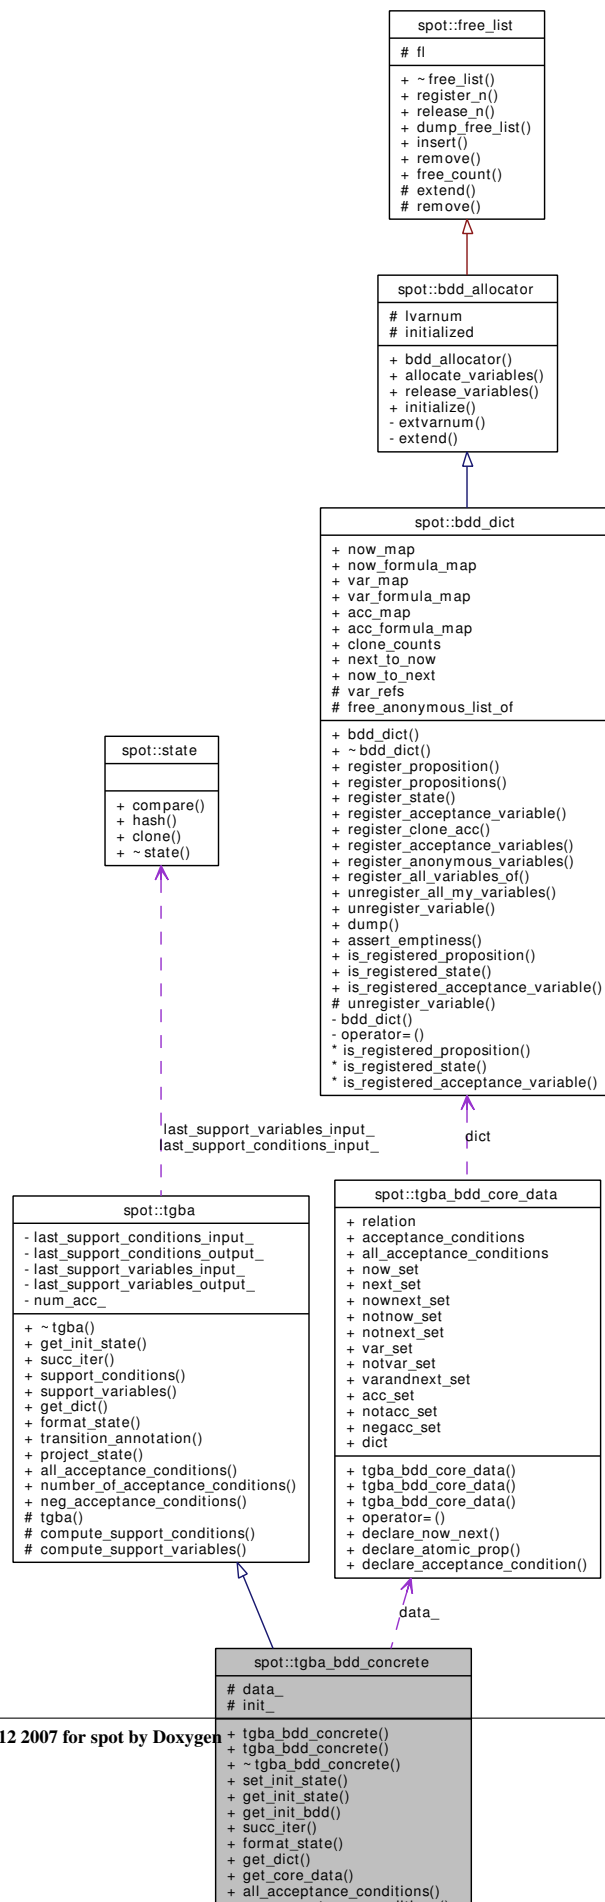 spot::free_list
# fl
+ ~free_list()
+ register_n()
+ release_n()
+ dump_free_list()
+ insert()
+ remove()
+ free_count()
# extend()
# remove()
spot::bdd_allocator
# lvarnum
# initialized
+ bdd_allocator()
+ allocate_variables()
+ release_variables()
+ initialize()
- extvarnum()
- extend()
spot::bdd_dict
+ now_map
+ now_formula_map
+ var_map
+ var_formula_map
+ acc_map
+ acc_formula_map
+ clone_counts
+ next_to_now
+ now_to_next
# var_refs
# free_anonymous_list_of
+ bdd_dict()
+ ~bdd_dict()
+ register_proposition()
+ register_propositions()
+ register_state()
+ register_acceptance_variable()
+ register_clone_acc()
+ register_acceptance_variables()
+ register_anonymous_variables()
+ register_all_variables_of()
+ unregister_all_my_variables()
+ unregister_variable()
+ dump()
+ assert_emptiness()
+ is_registered_proposition()
+ is_registered_state()
+ is_registered_acceptance_variable()
# unregister_variable()
- bdd_dict()
- operator=()
* is_registered_proposition()
* is_registered_state()
* is_registered_acceptance_variable()
spot::state
+ compare()
+ hash()
+ clone()
+ ~state()
last_support_variables_input_
last_support_conditions_input_
dict
spot::tgba
- last_support_conditions_input_
- last_support_conditions_output_
- last_support_variables_input_
- last_support_variables_output_
- num_acc_
+ ~tgba()
+ get_init_state()
+ succ_iter()
+ support_conditions()
+ support_variables()
+ get_dict()
+ format_state()
+ transition_annotation()
+ project_state()
+ all_acceptance_conditions()
+ number_of_acceptance_conditions()
+ neg_acceptance_conditions()
# tgba()
# compute_support_conditions()
# compute_support_variables()
spot::tgba_bdd_core_data
+ relation
+ acceptance_conditions
+ all_acceptance_conditions
+ now_set
+ next_set
+ nownext_set
+ notnow_set
+ notnext_set
+ var_set
+ notvar_set
+ varandnext_set
+ acc_set
+ notacc_set
+ negacc_set
+ dict
+ tgba_bdd_core_data()
+ tgba_bdd_core_data()
+ tgba_bdd_core_data()
+ operator=()
+ declare_now_next()
+ declare_atomic_prop()
+ declare_acceptance_condition()
data_
spot::tgba_bdd_concrete
# data_
# init_
12 2007 for spot by Doxygen
+ tgba_bdd_concrete()
+ tgba_bdd_concrete()
+ ~tgba_bdd_concrete()
+ set_init_state()
+ get_init_state()
+ get_init_bdd()
+ succ_iter()
+ format_state()
+ get_dict()
+ get_core_data()
+ all_acceptance_conditions()